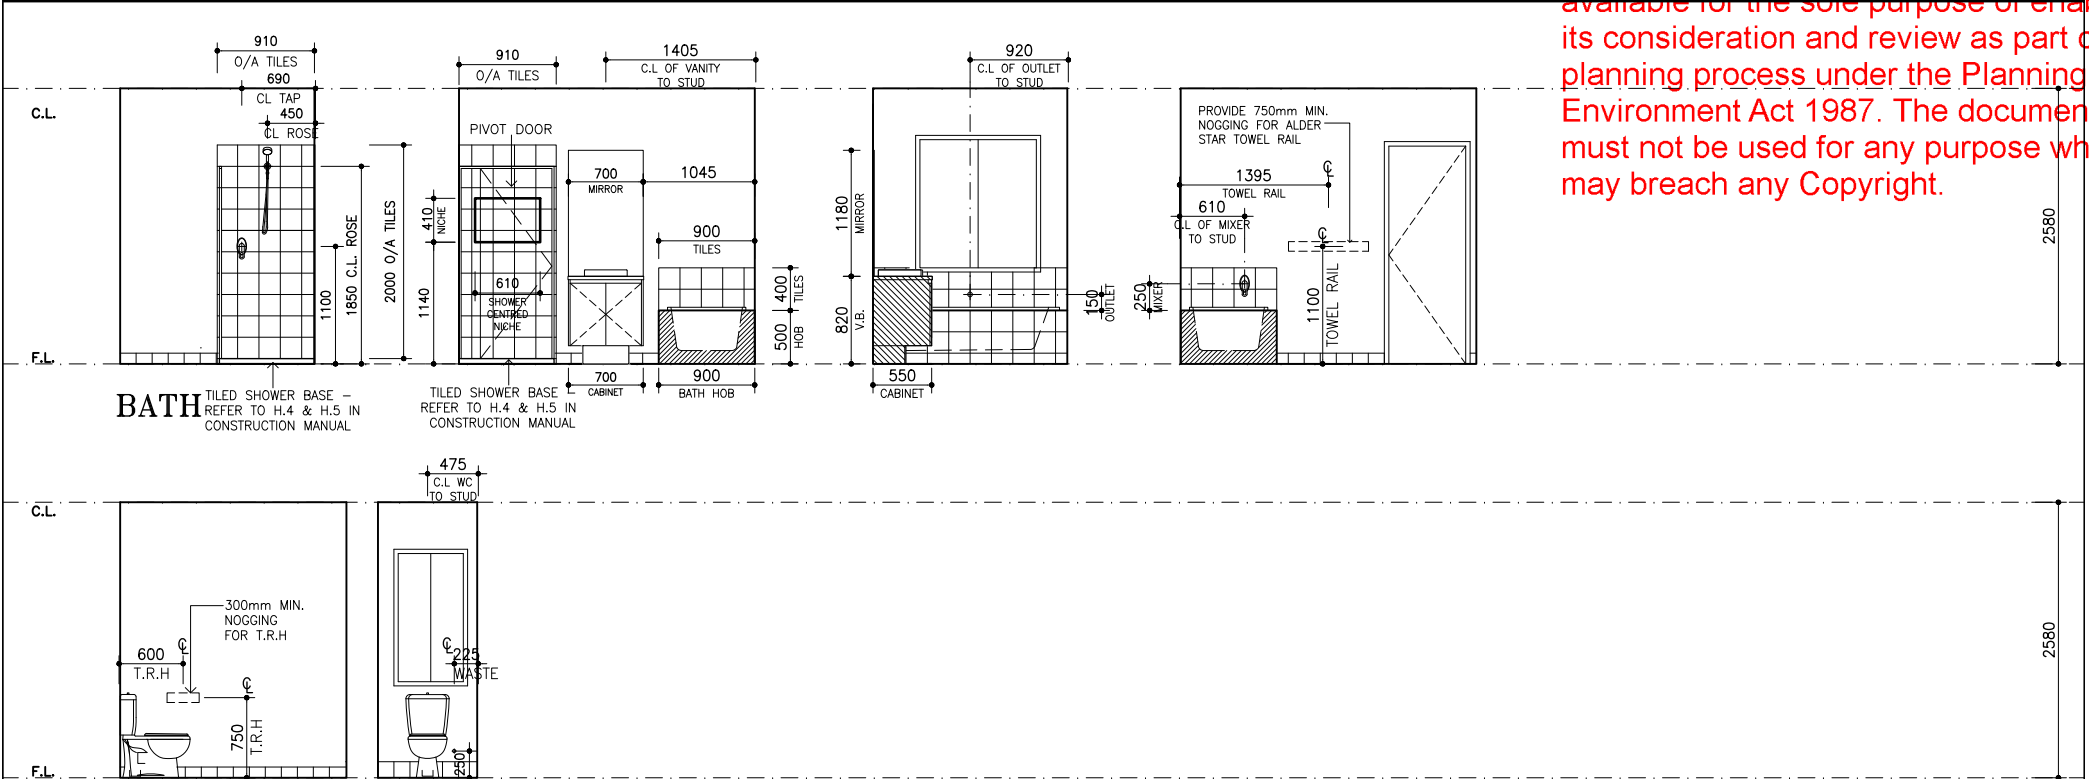 available for the sole purpose of enab
its consideration and review as part o
planning process under the Planning
Environment Act 1987. The documen
must not be used for any purpose wh
may breach any Copyright.
910
O/A TILES
690
CL TAP
450
CL ROSE
C.L.
1100
1850 C.L. ROSE
2000 O/A TILES
F.L.
BATH
TILED SHOWER BASE –
REFER TO H.4 & H.5 IN
CONSTRUCTION MANUAL
910
O/A TILES
1405
C.L OF VANITY
TO STUD
PIVOT DOOR
410
NICHE
1140
700
MIRROR
1045
900
TILES
610
SHOWER
CENTRED
NICHE
400
TILES
500
HOB
TILED SHOWER BASE –
REFER TO H.4 & H.5 IN
CONSTRUCTION MANUAL
700
CABINET
900
BATH HOB
920
C.L OF OUTLET
TO STUD
1180
MIRROR
820
V.B.
150
OUTLET
550
CABINET
PROVIDE 750mm MIN.
NOGGING FOR ALDER
STAR TOWEL RAIL
1395
TOWEL RAIL
610
C.L OF MIXER
TO STUD
250
MIXER
1100
TOWEL RAIL
2580
475
C.L WC
TO STUD
C.L.
300mm MIN.
NOGGING
FOR T.R.H
600
T.R.H
750
T.R.H
225
WASTE
250
2580
F.L.